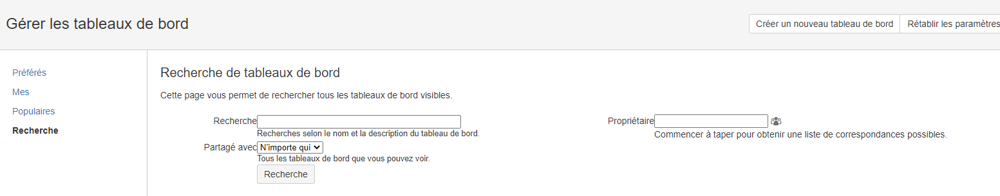 Gérer les tableaux de bord
Créer un nouveau tableau de bord
Rétablir les paramètres
Préférés
Mes
Populaires
Recherche
Recherche de tableaux de bord
Cette page vous permet de rechercher tous les tableaux de bord visibles.
Recherche
Recherches selon le nom et la description du tableau de bord.
Propriétaire
Commencer à taper pour obtenir une liste de correspondances possibles.
Partagé avec N'importe qui
Tous les tableaux de bord que vous pouvez voir.
Recherche